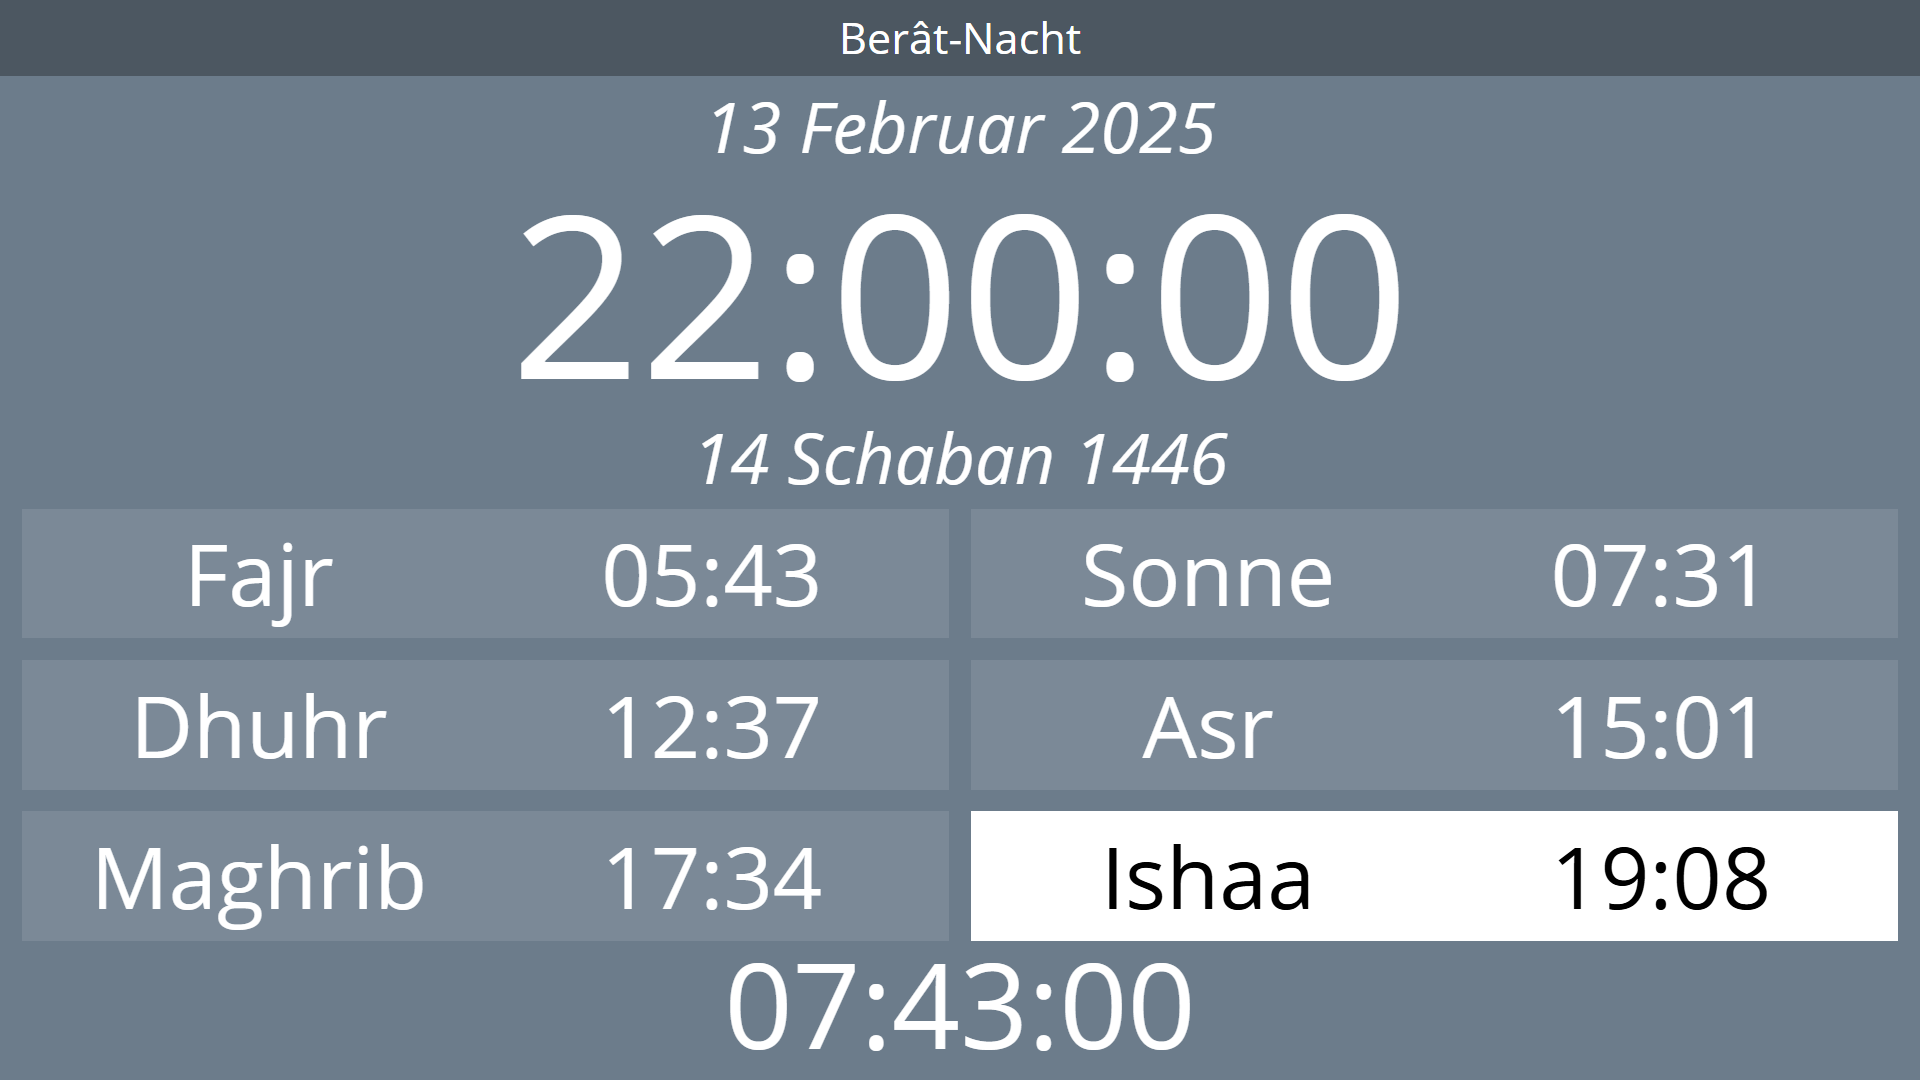 Berât-Nacht
13 Februar 2025
22:00:00
14 Schaban 1446
Fajr 05:43
Sonne 07:31
Dhuhr 12:37
Asr 15:01
Maghrib 17:34
Ishaa 19:08
07:43:00